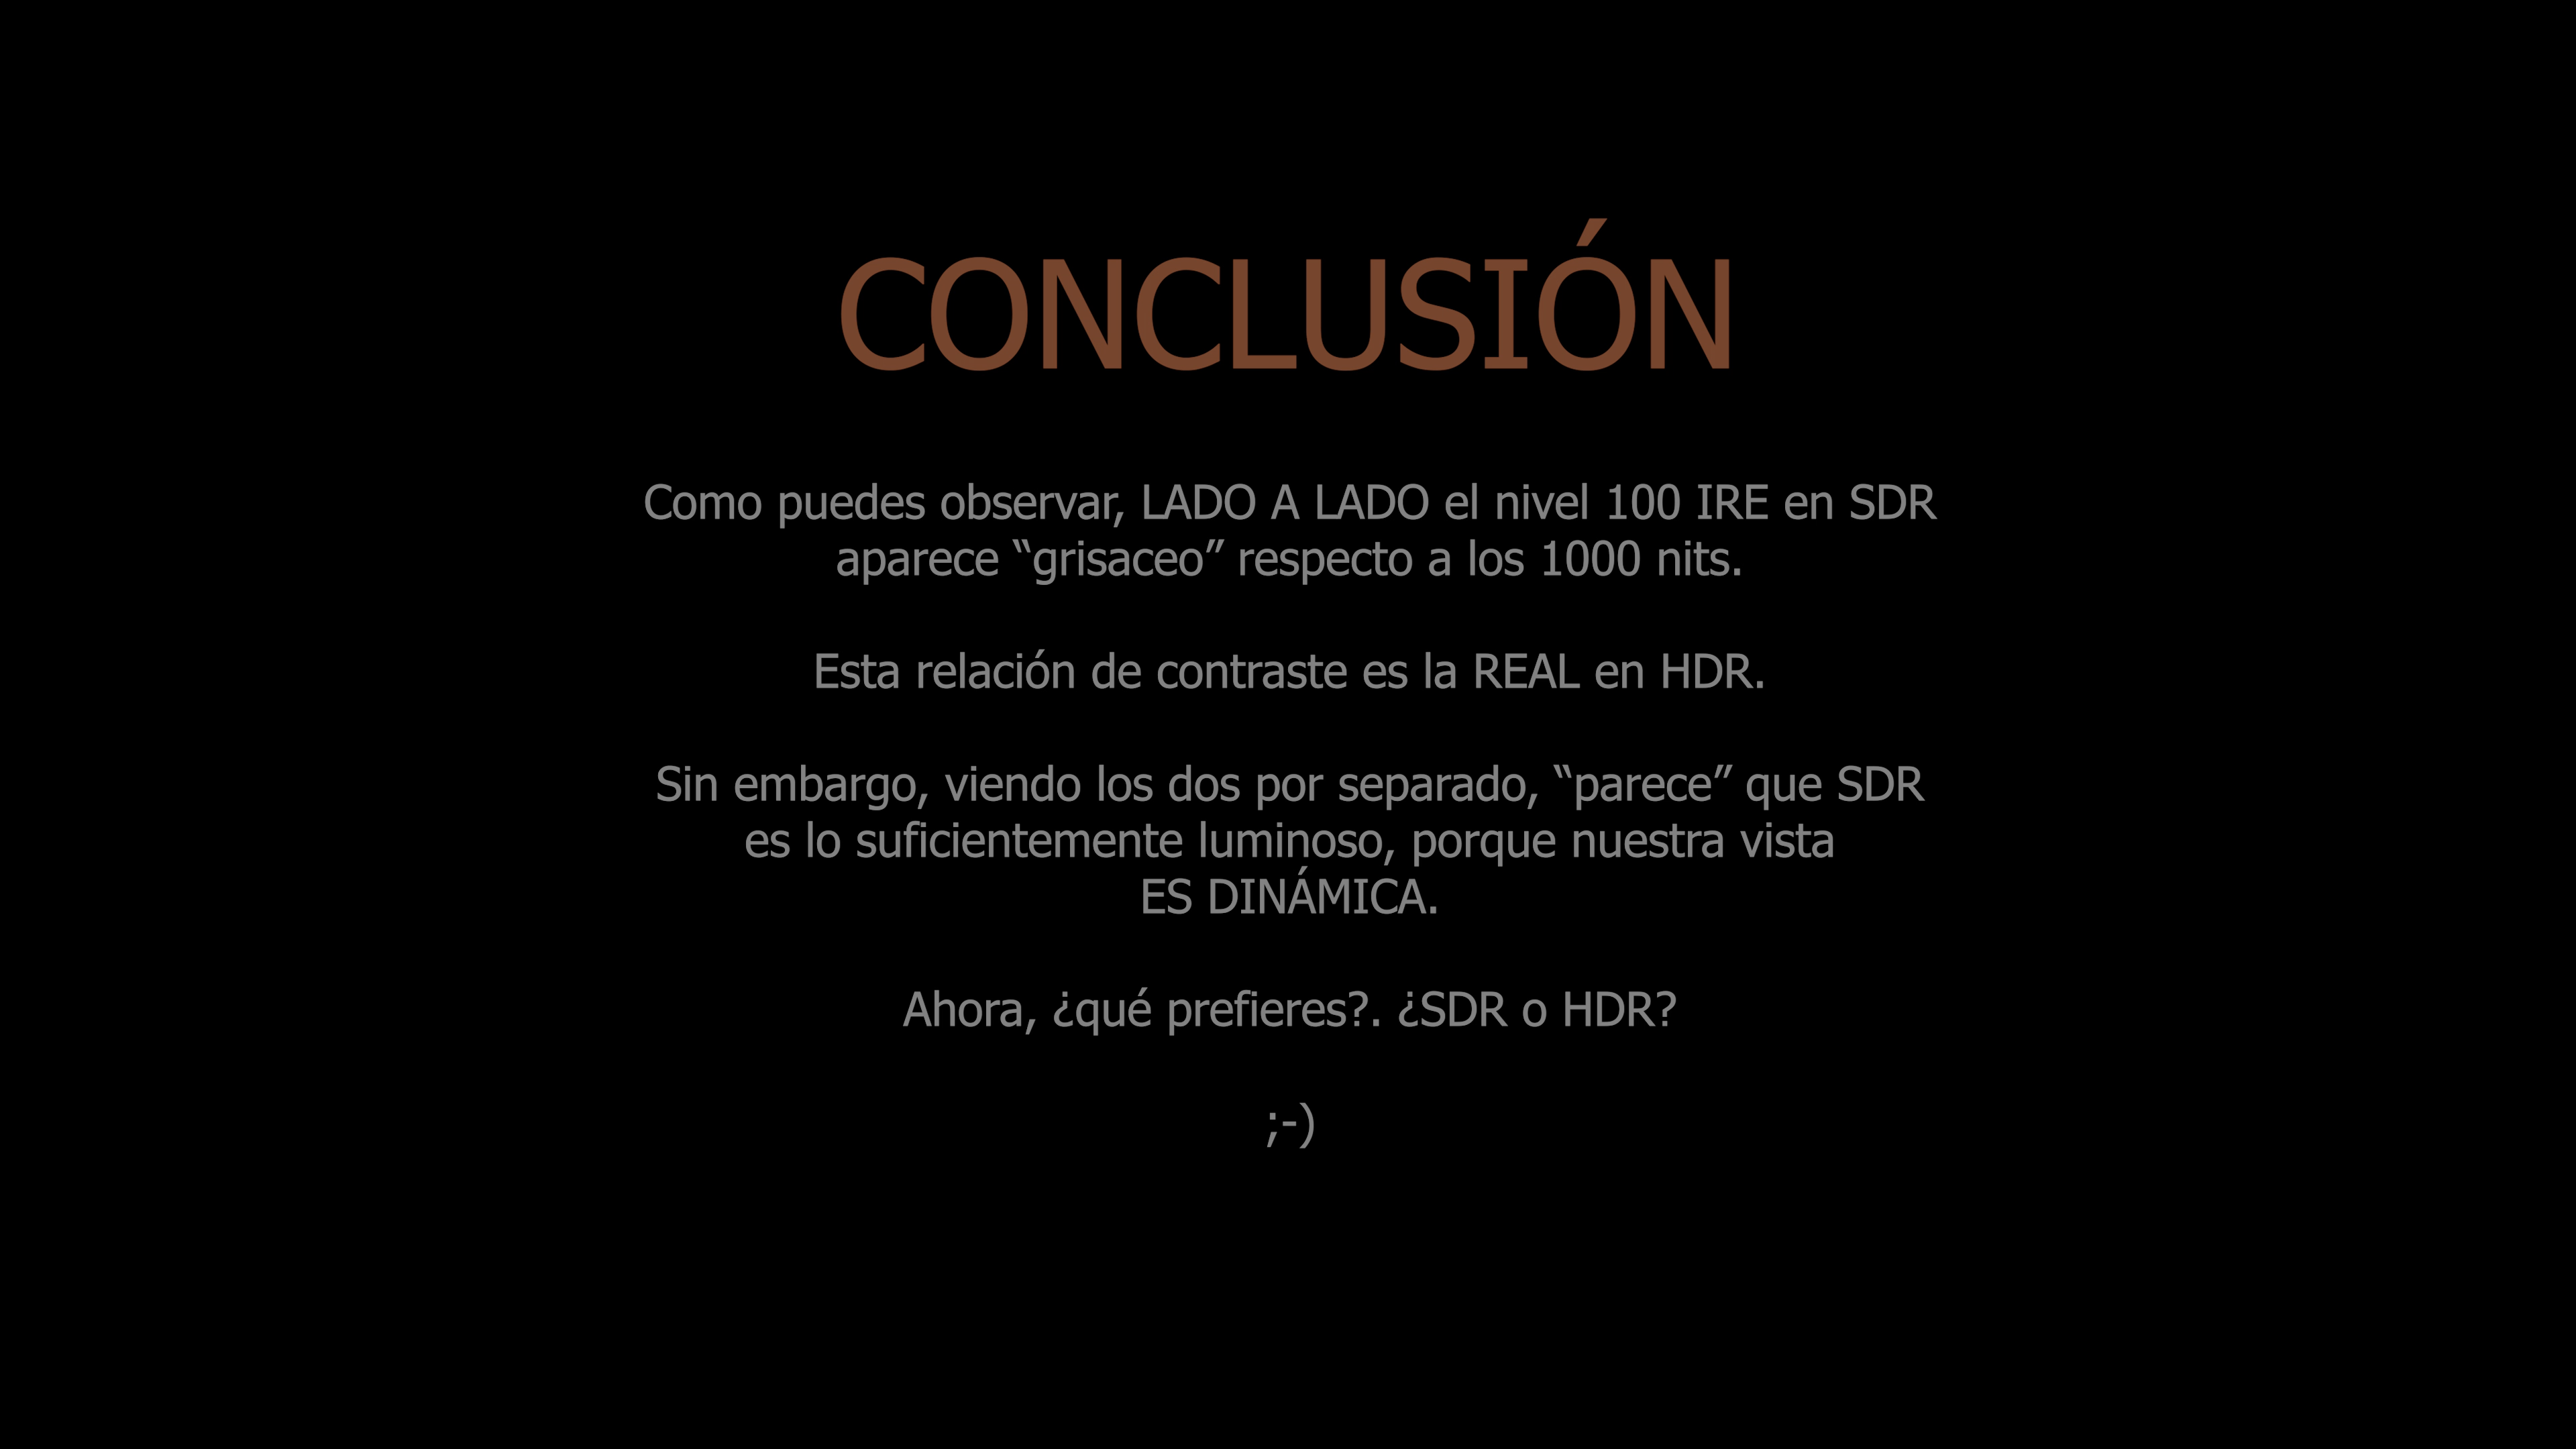 CONCLUSIÓN
Como puedes observar, LADO A LADO el nivel 100 IRE en SDR
aparece “grisaceo” respecto a los 1000 nits.
Esta relación de contraste es la REAL en HDR.
Sin embargo, viendo los dos por separado, “parece” que SDR
es lo suficientemente luminoso, porque nuestra vista
ES DINÁMICA.
Ahora, ¿qué prefieres?. ¿SDR o HDR?
;-)